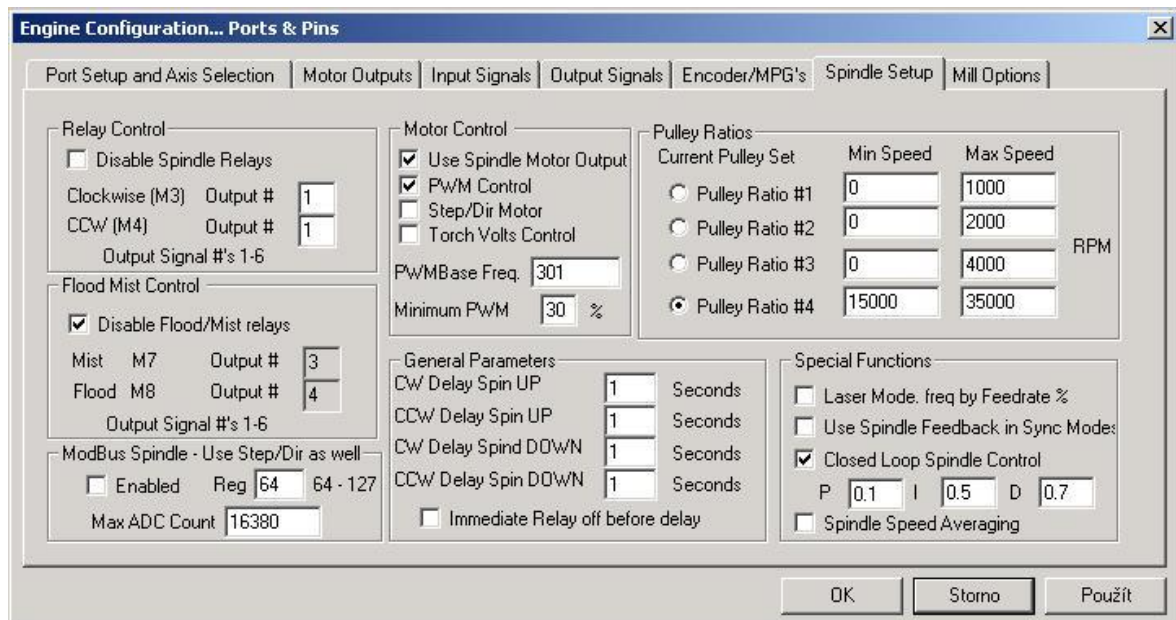 Engine Configuration... Ports & Pins
Port Setup and Axis Selection
Motor Outputs
Input Signals
Output Signals
Encoder/MPG's
Spindle Setup
Mill Options
Relay Control
Disable Spindle Relays
Clockwise (M3) Output # 1
CCW (M4) Output # 1
Output Signal #'s 1-6
Flood Mist Control
Disable Flood/Mist relays
Mist M7 Output # 3
Flood M8 Output # 4
Output Signal #'s 1-6
ModBus Spindle - Use Step/Dir as well
Enabled Reg 64 64 - 127
Max ADC Count 16380
Motor Control
Use Spindle Motor Output
PWM Control
Step/Dir Motor
Torch Volts Control
PWMBase Freq. 301
Minimum PWM 30 %
General Parameters
CW Delay Spin UP 1 Seconds
CCW Delay Spin UP 1 Seconds
CW Delay Spind DOWN 1 Seconds
CCW Delay Spin DOWN 1 Seconds
Immediate Relay off before delay
Pulley Ratios
Current Pulley Set Min Speed Max Speed
Pulley Ratio #1 0 1000
Pulley Ratio #2 0 2000
Pulley Ratio #3 0 4000
Pulley Ratio #4 15000 35000
RPM
Special Functions
Laser Mode. freq by Feedrate %
Use Spindle Feedback in Sync Modes
Closed Loop Spindle Control
P 0.1 I 0.5 D 0.7
Spindle Speed Averaging
OK
Storno
Použít